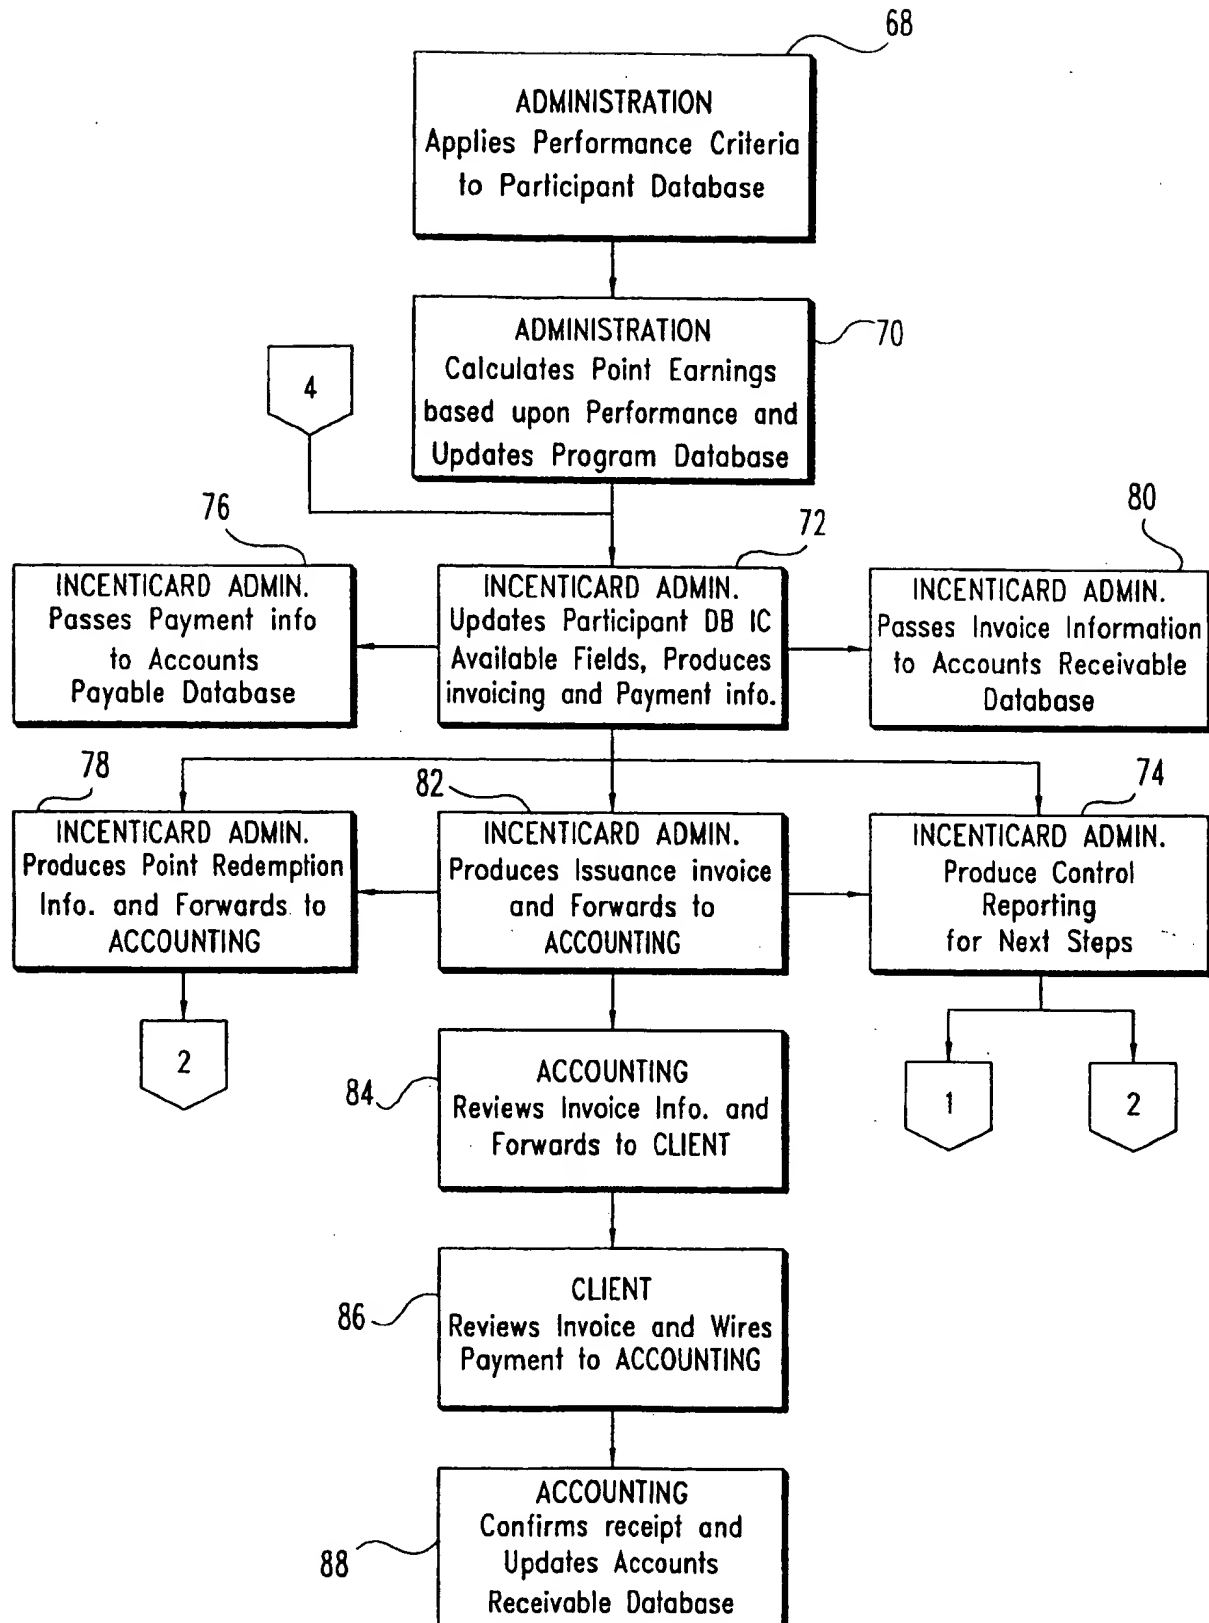 68
ADMINISTRATION
Applies Performance Criteria
to Participant Database
70
ADMINISTRATION
Calculates Point Earnings
based upon Performance and
Updates Program Database
4
76
INCENTICARD ADMIN.
Passes Payment info
to Accounts
Payable Database
72
INCENTICARD ADMIN.
Updates Participant DB IC
Available Fields, Produces
invoicing and Payment info.
80
INCENTICARD ADMIN.
Passes Invoice Information
to Accounts Receivable
Database
78
INCENTICARD ADMIN.
Produces Point Redemption
Info. and Forwards to
ACCOUNTING
82
INCENTICARD ADMIN.
Produces Issuance invoice
and Forwards to
ACCOUNTING
74
INCENTICARD ADMIN.
Produce Control
Reporting
for Next Steps
2
84
ACCOUNTING
Reviews Invoice Info. and
Forwards to CLIENT
1
2
86
CLIENT
Reviews Invoice and Wires
Payment to ACCOUNTING
88
ACCOUNTING
Confirms receipt and
Updates Accounts
Receivable Database